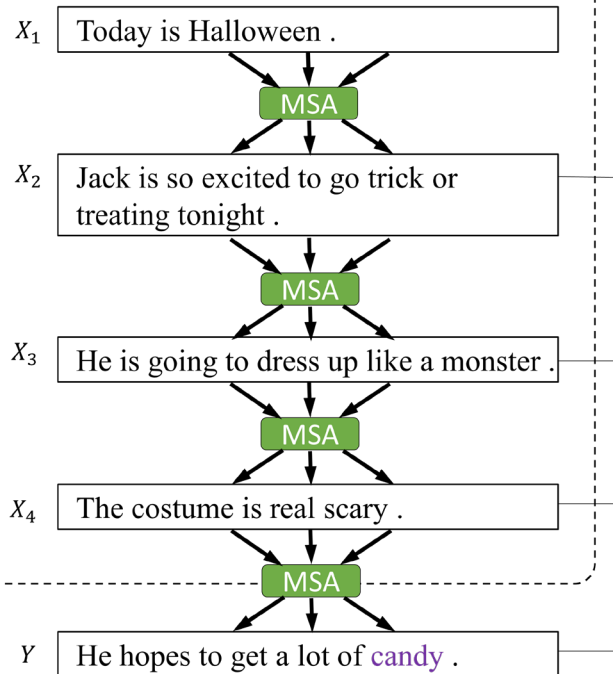 X₁ Today is Halloween .
MSA
X₂ Jack is so excited to go trick or
treating tonight .
MSA
X₃ He is going to dress up like a monster .
MSA
X₄ The costume is real scary .
MSA
Y He hopes to get a lot of candy .